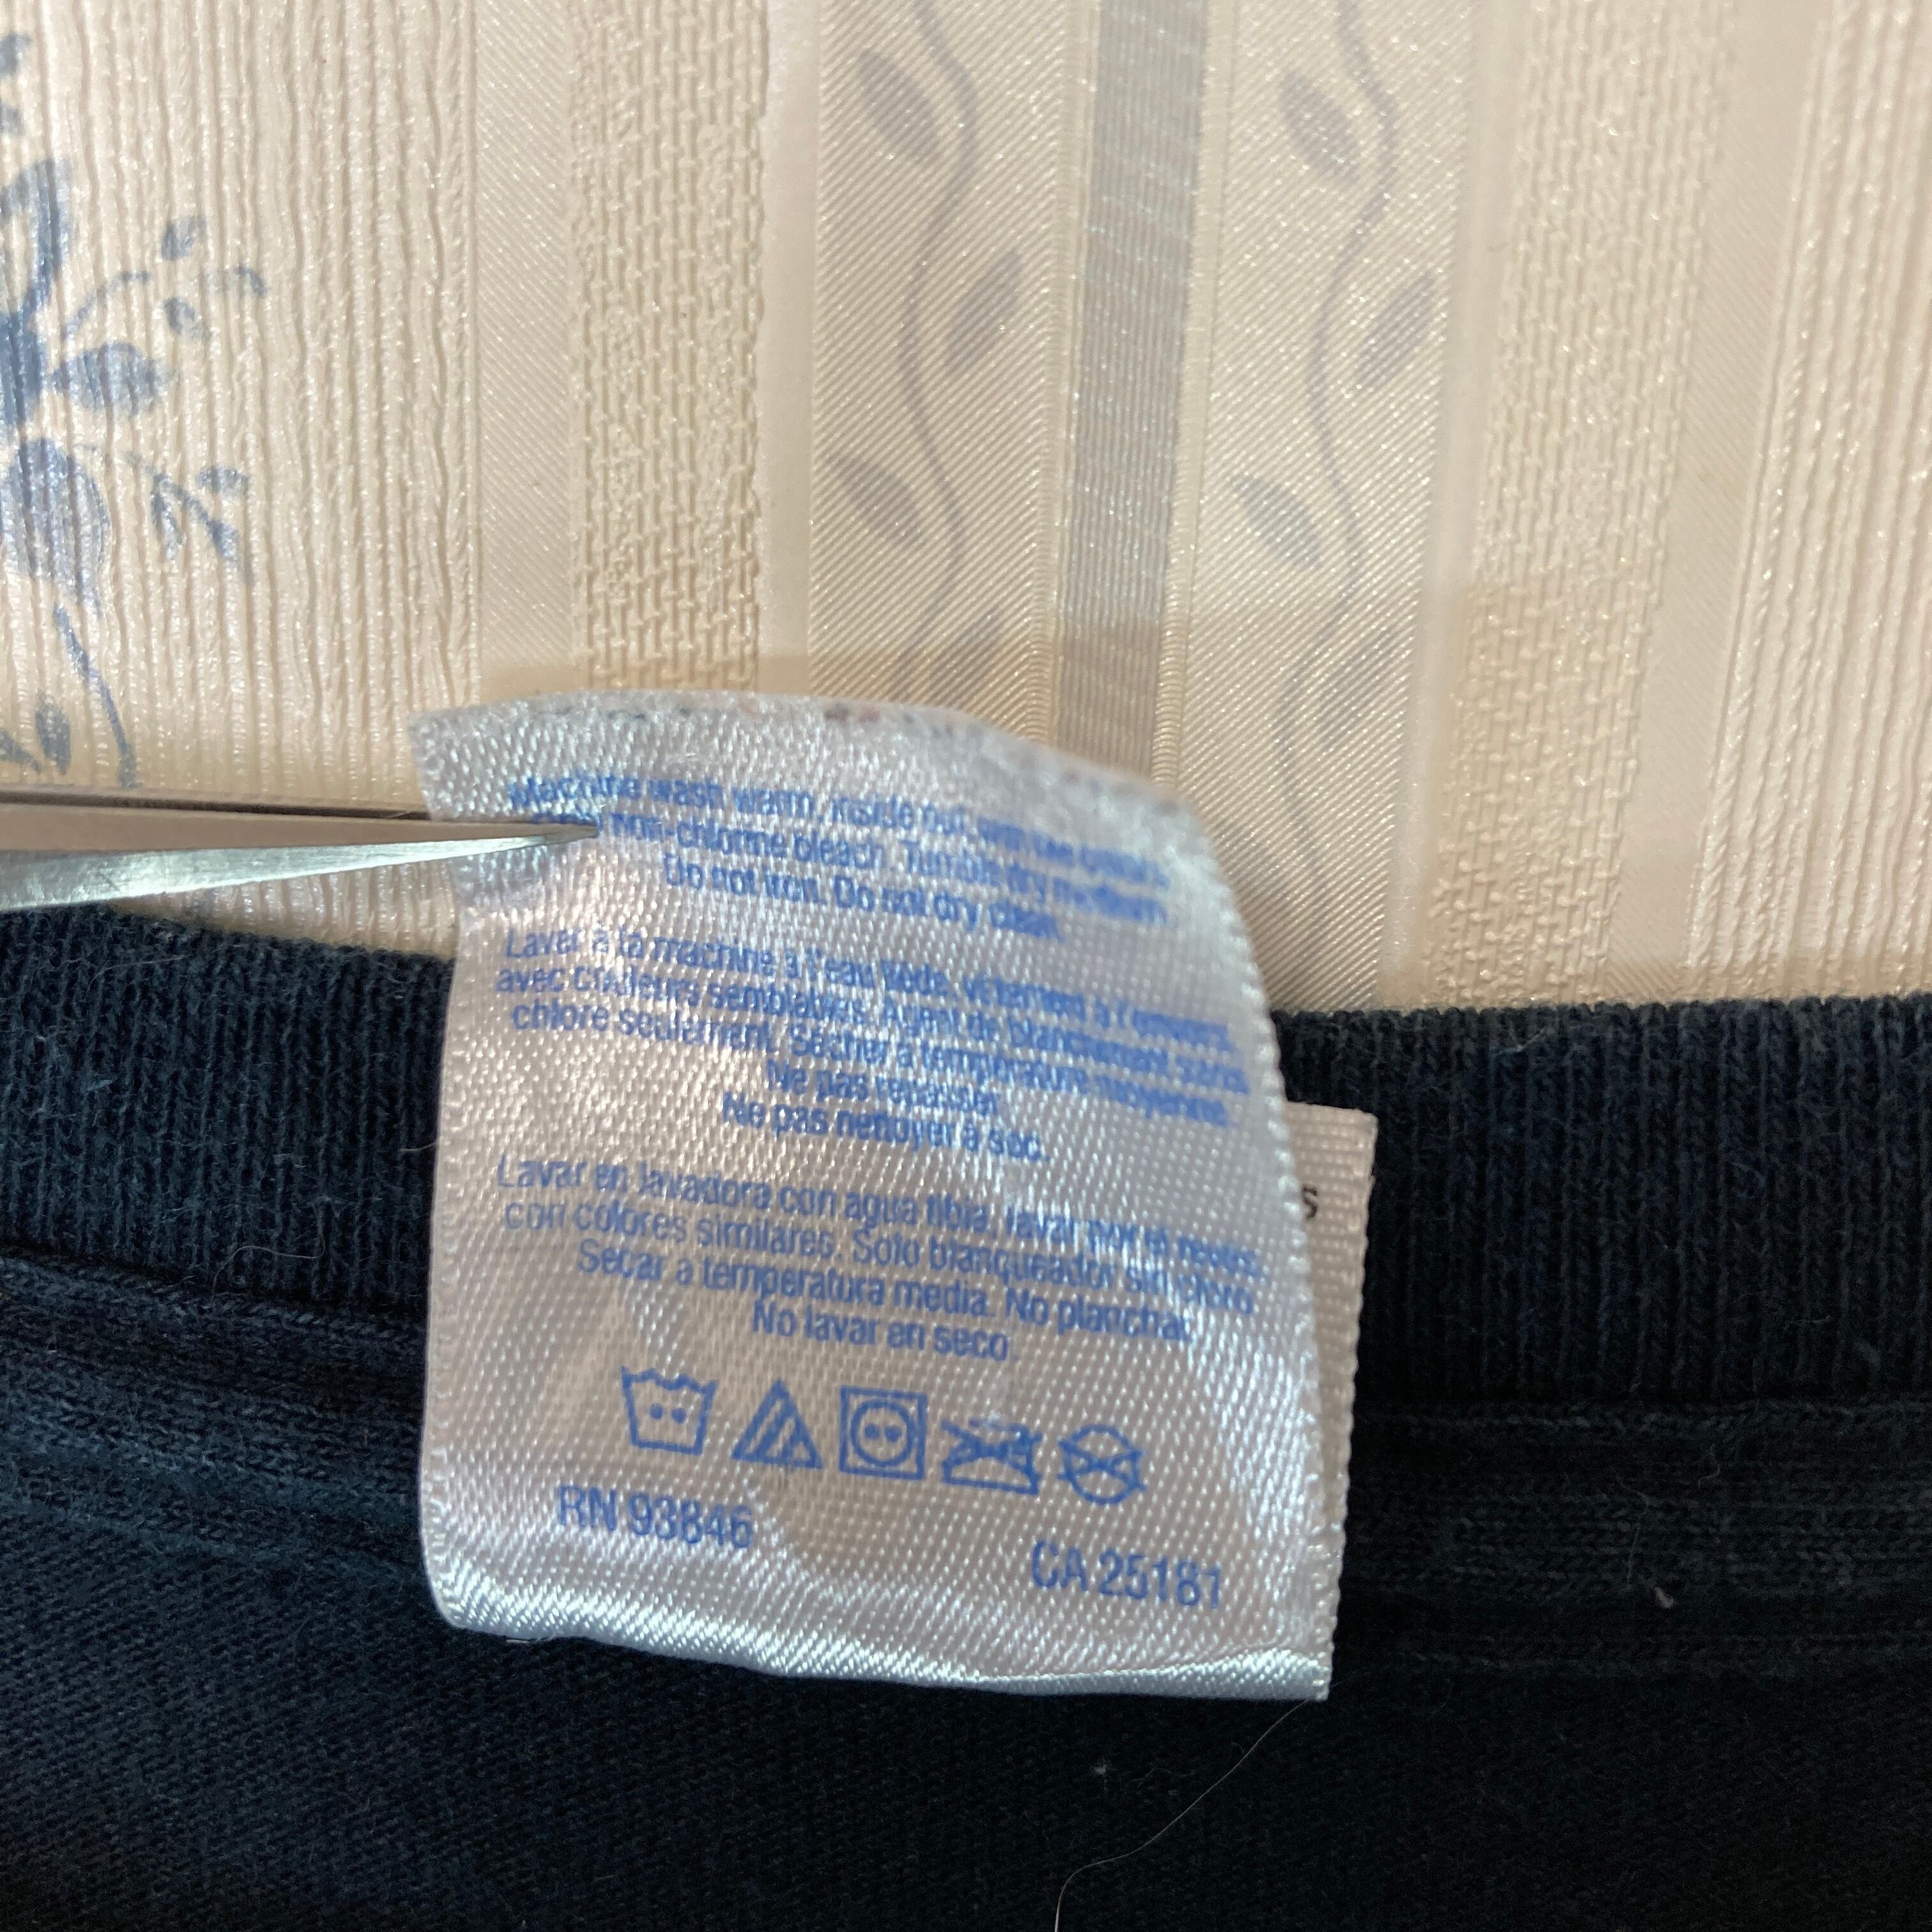 Machine wash warm, inside out, with like colors.
Only non-chlorine bleach. Tumble dry medium.
Do not iron. Do not dry clean.
Laver à la machine à l'eau tiède, vêtement à l'envers,
avec couleurs semblables. Agent de blanchiment sans
chlore seulement. Sécher à température moyenne.
Ne pas repasser.
Ne pas nettoyer à sec.
Lavar en lavadora con agua tibia, lavar por el revés,
con colores similares. Solo blanqueador sin cloro.
Secar a temperatura media. No planchar.
No lavar en seco.
RN 93846
CA 25181
s